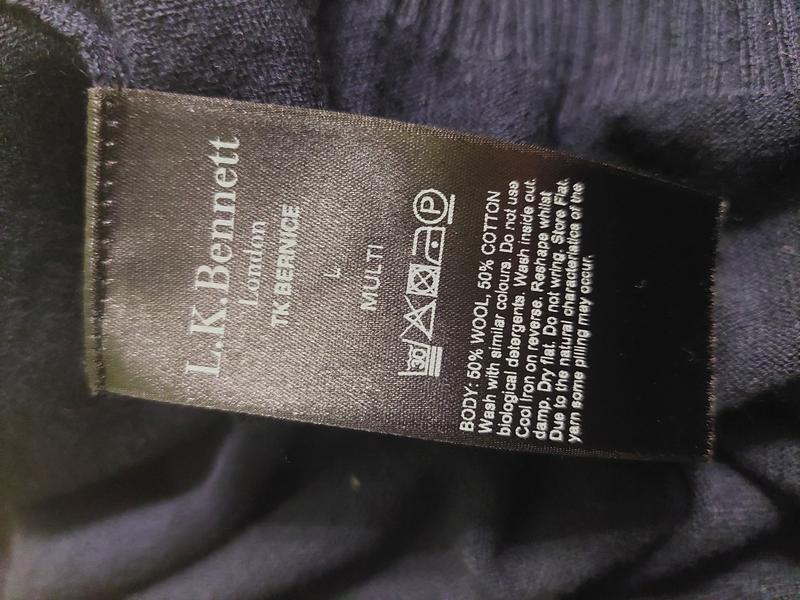 L.K.Bennett
London
TK BERNICE
L
MULTI
30 P
BODY: 50% WOOL, 50% COTTON
Wash with similar colours. Do not use
biological detergents. Wash inside out.
Cool Iron on reverse. Reshape whilst
damp. Dry flat. Do not wring. Store Flat.
Due to the natural characteristics of the
yarn some pilling may occur.